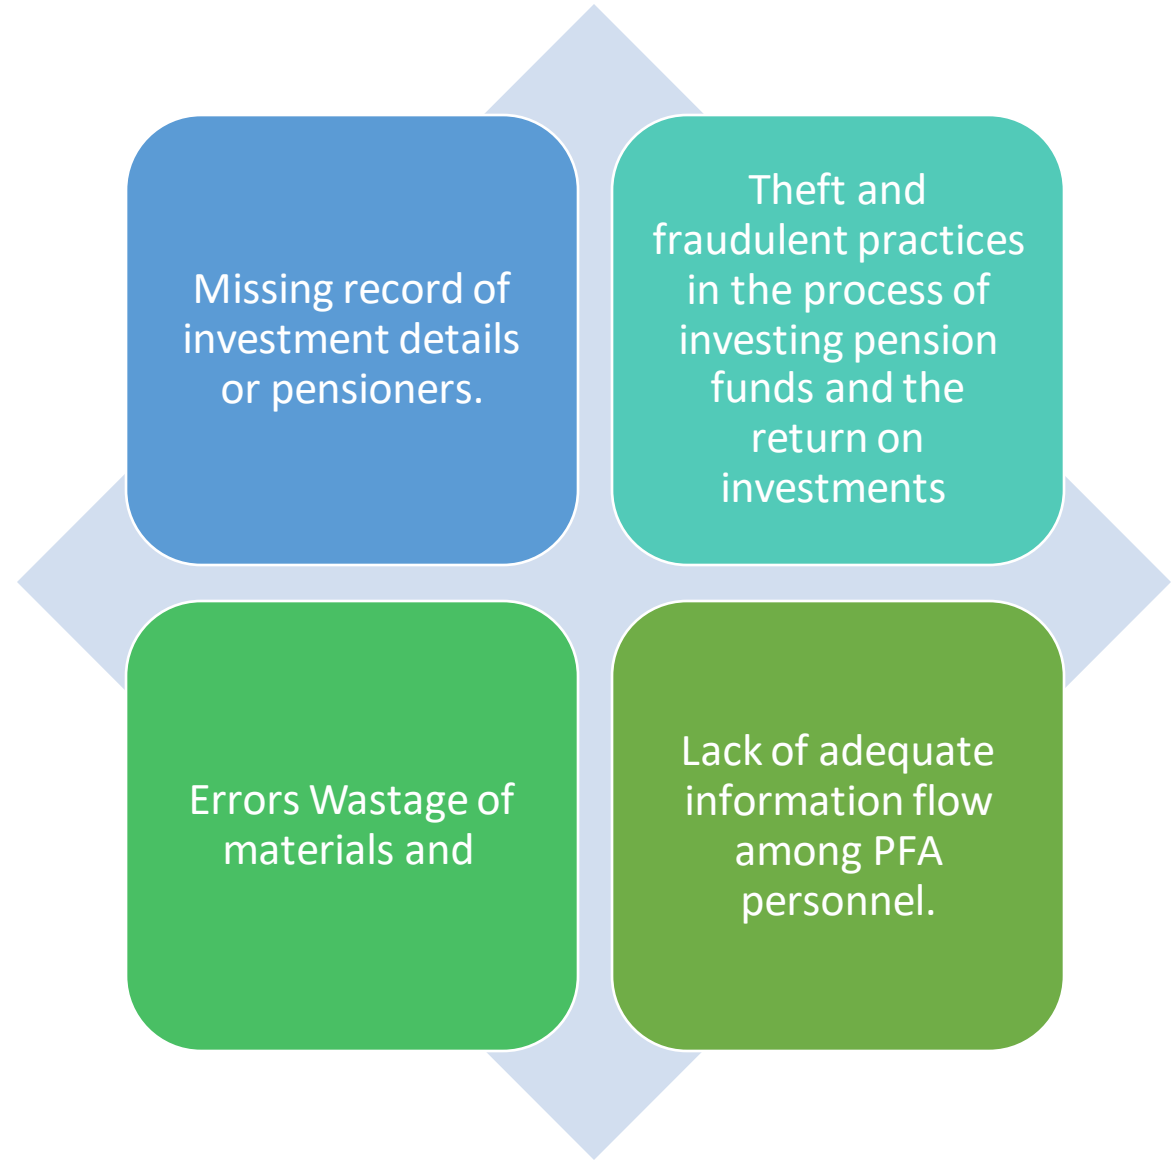 Missing record of
investment details
or pensioners.
Theft and
fraudulent practices
in the process of
investing pension
funds and the
return on
investments
Errors Wastage of
materials and
Lack of adequate
information flow
among PFA
personnel.